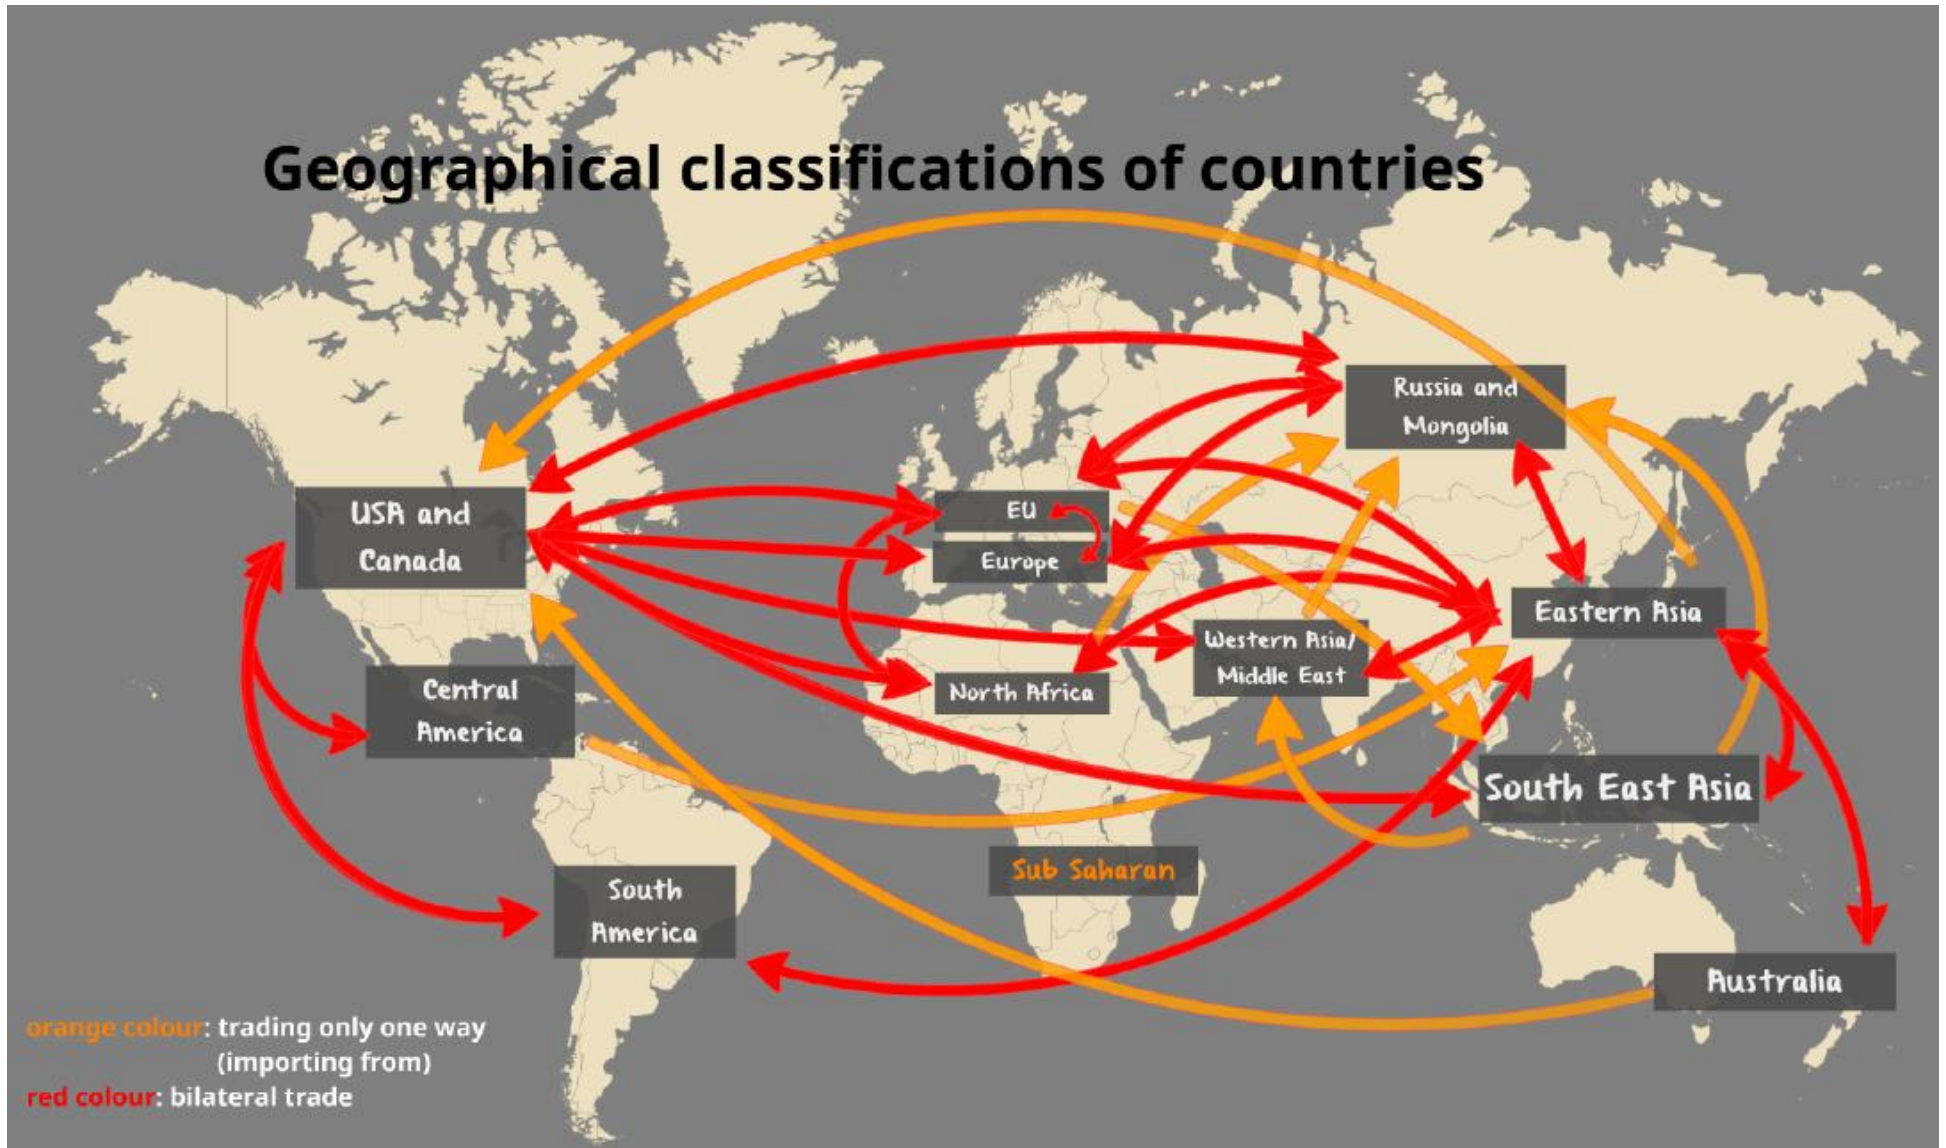 Geographical classifications of countries
Russia and
Mongolia
USA and
Canada
EU
Europe
Eastern Asia
Western Asia/
Middle East
North Africa
Central
America
South East Asia
Sub Saharan
South
America
Australia
orange colour: trading only one way
(importing from)
red colour: bilateral trade